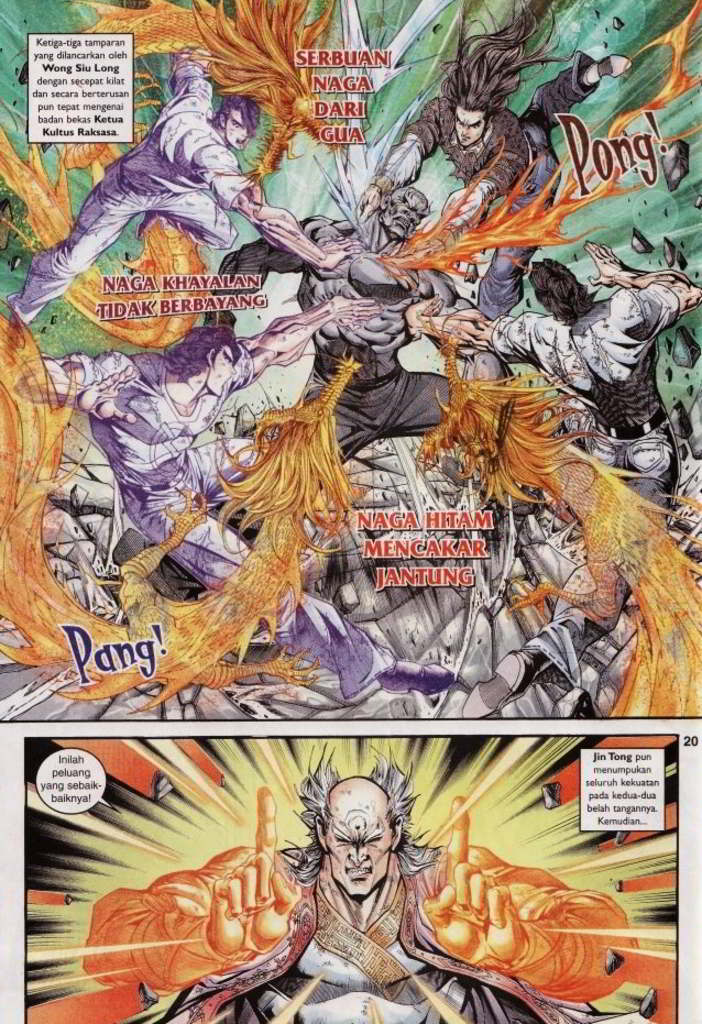 Ketiga-tiga tamparan
yang dilancarkan oleh
Wong Siu Long
dengan secepat kilat
dan secara berterusan
pun tepat mengenai
badan bekas Ketua
Kultus Raksasa.
SERBUAN
NAGA
DARI
GUA
Pong!
NAGA KHAYALAN
TIDAK BERBAYANG
NAGA HITAM
MENCAKAR
JANTUNG
Pang!
20
Inilah
peluang
yang sebaik-
baiknya!
Jin Tong pun
menumpukan
seluruh kekuatan
pada kedua-dua
belah tangannya.
Kemudian...